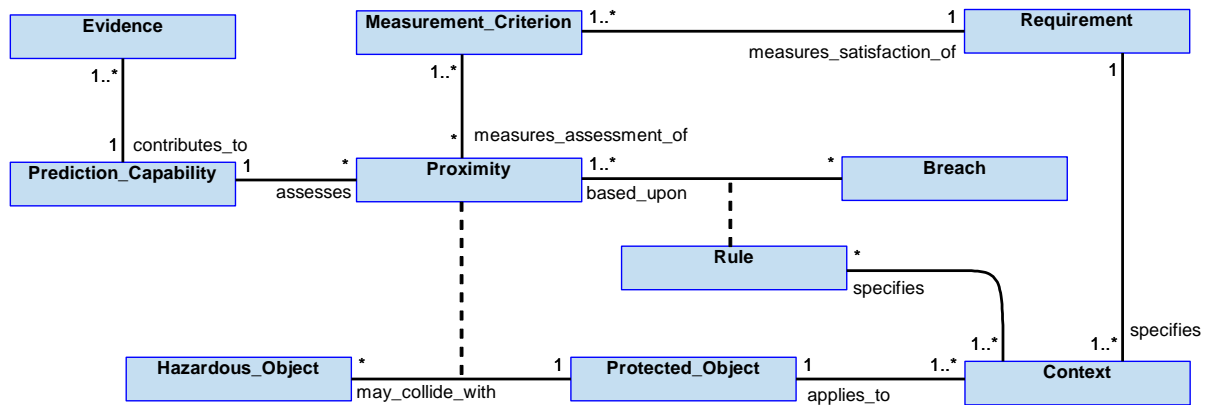 Evidence
Measurement_Criterion
1..*
1
Requirement
measures_satisfaction_of
1..*
1..*
1
1
contributes_to
*
measures_assessment_of
Prediction_Capability
1
*
assesses
Proximity
1..*
*
based_upon
Breach
Rule
*
specifies
specifies
1..*
1..*
Hazardous_Object
*
1
may_collide_with
Protected_Object
1
1..*
applies_to
Context